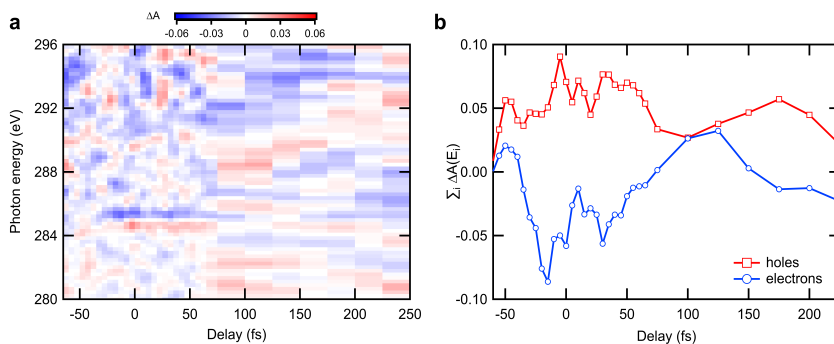 a
ΔA
-0.06 -0.03 0.03 0.06
296
292
288
284
280
Photon energy (eV)
-50 0 50 100 150 200 250
Delay (fs)
b
0.10
0.05
0.00
-0.05
-0.10
Σi ΔA(Ei)
holes
electrons
-50 0 50 100 150 200
Delay (fs)